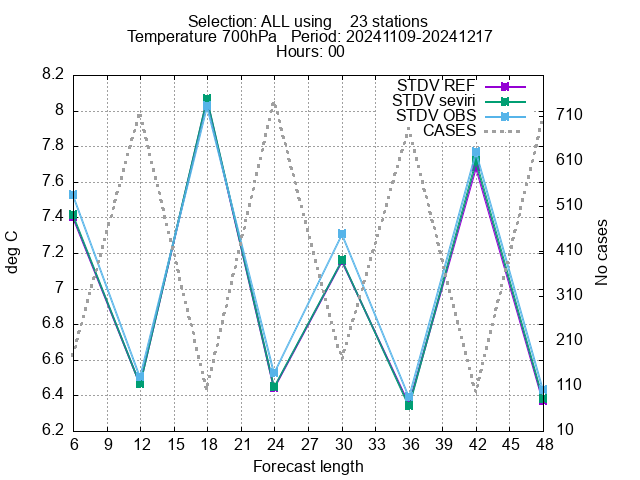 Selection: ALL using    23 stations
Temperature 700hPa   Period: 20241109-20241217
Hours: 00
STDV REF
STDV seviri
STDV OBS
CASES
deg C
8.2
8
7.8
7.6
7.4
7.2
7
6.8
6.6
6.4
6.2
710
610
510
410
310
210
110
10
No cases
6 9 12 15 18 21 24 27 30 33 36 39 42 45 48
Forecast length